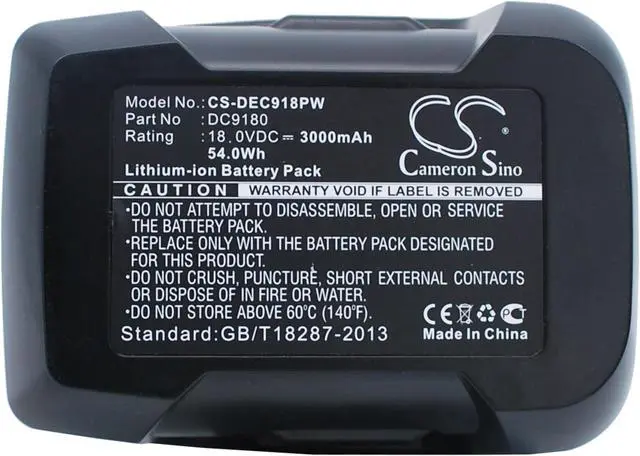 Model No.: CS-DEC918PW
Part No : DC9180
Rating : 18.0VDC⎓ 3000mAh
54.0Wh
Lithium-ion Battery Pack
CS
Cameron Sino
CAUTION WARRANTY VOID IF LABEL IS REMOVED
•DO NOT ATTEMPT TO DISASSEMBLE, OPEN OR SERVICE
THE BATTERY PACK.
•REPLACE ONLY WITH THE BATTERY PACK DESIGNATED
FOR THIS PRODUCT.
•DO NOT CRUSH, PUNCTURE, SHORT EXTERNAL CONTACTS
OR DISPOSE OF IN FIRE OR WATER.
•DO NOT STORE ABOVE 60℃ (140℉).
Standard:GB/T18287-2013
CE
Made In China